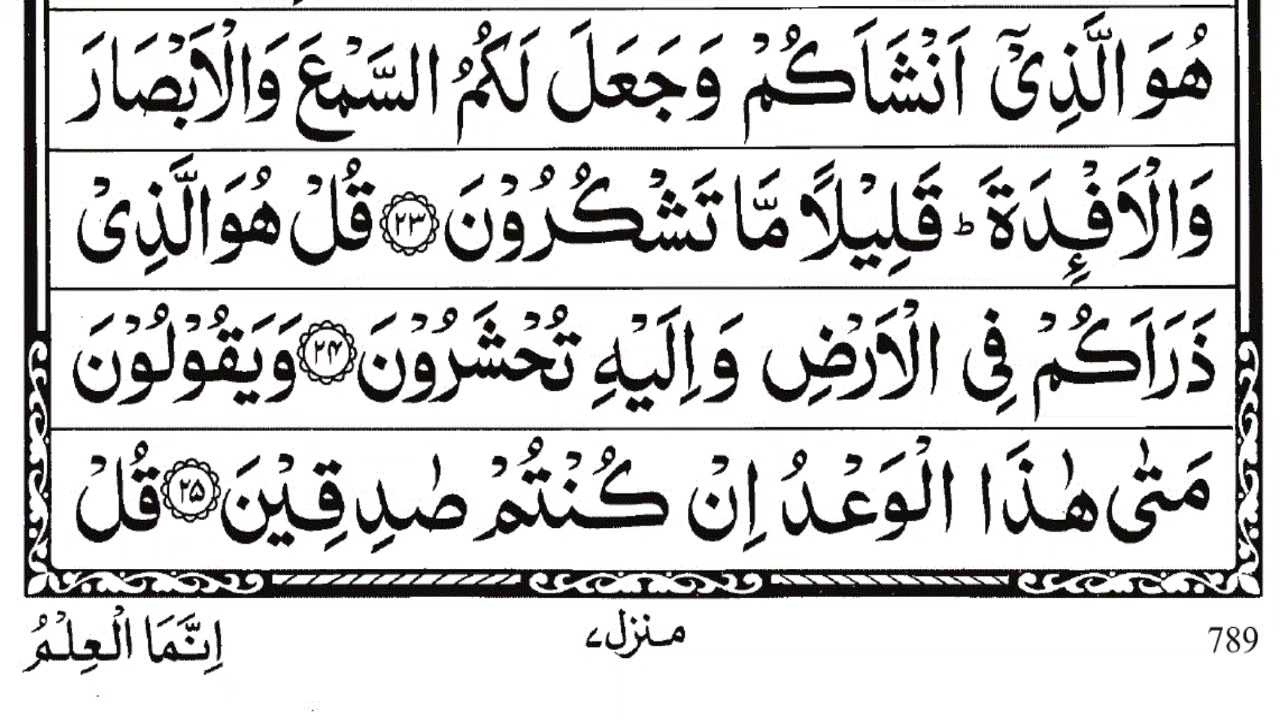 هُوَ الَّذِیْۤ اَنْشَاَكُمْ وَ جَعَلَ لَكُمُ السَّمْعَ وَالْاَبْصَارَ
وَالْاَفْـِٕدَةَ ؕ قَلِیْلًا مَّا تَشْكُرُوْنَ ۝۲۳ قُلْ هُوَ الَّذِیْ
ذَرَاَكُمْ فِی الْاَرْضِ وَ اِلَیْهِ تُحْشَرُوْنَ ۝۲۴ وَ یَقُوْلُوْنَ
مَتٰى هٰذَا الْوَعْدُ اِنْ كُنْتُمْ صٰدِقِیْنَ ۝۲۵ قُلْ
اِنَّمَا الْعِلْمُ منزل۷ 789